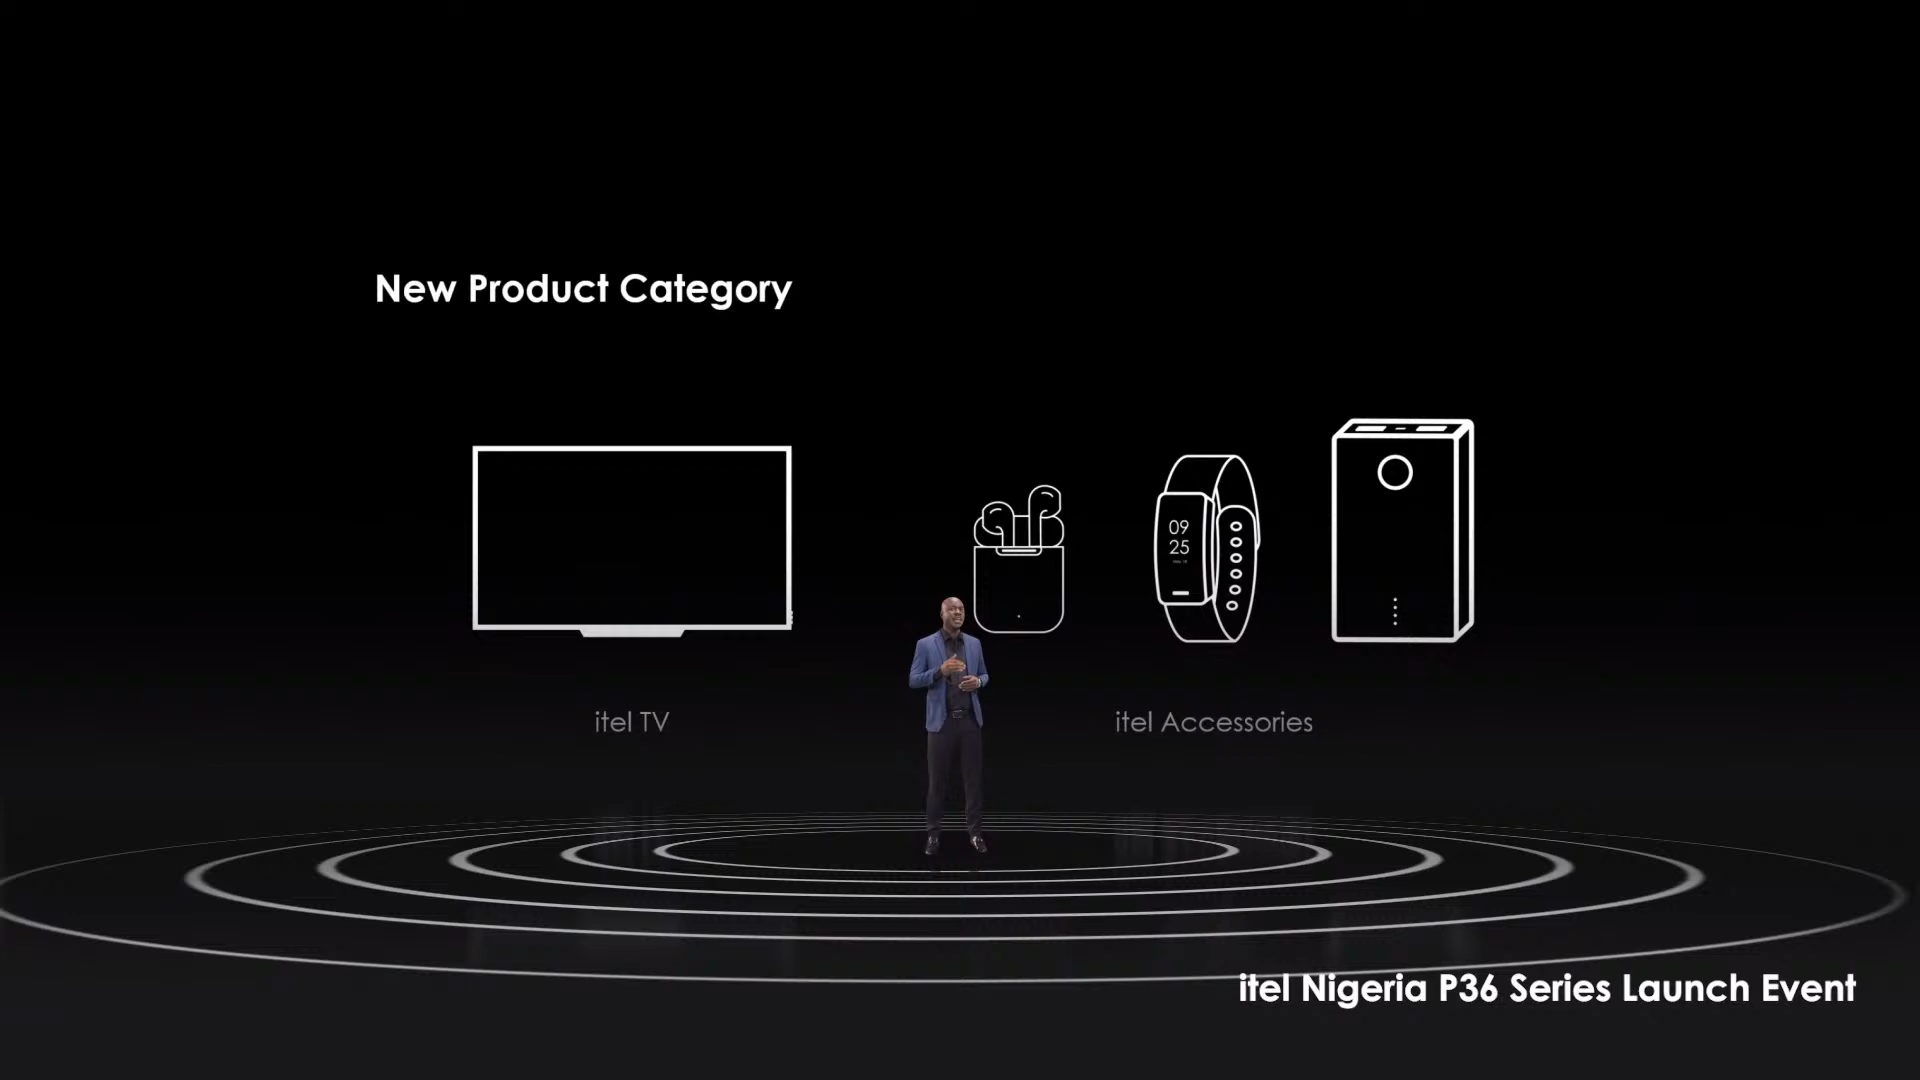 New Product Category
09
25
itel TV
itel Accessories
itel Nigeria P36 Series Launch Event